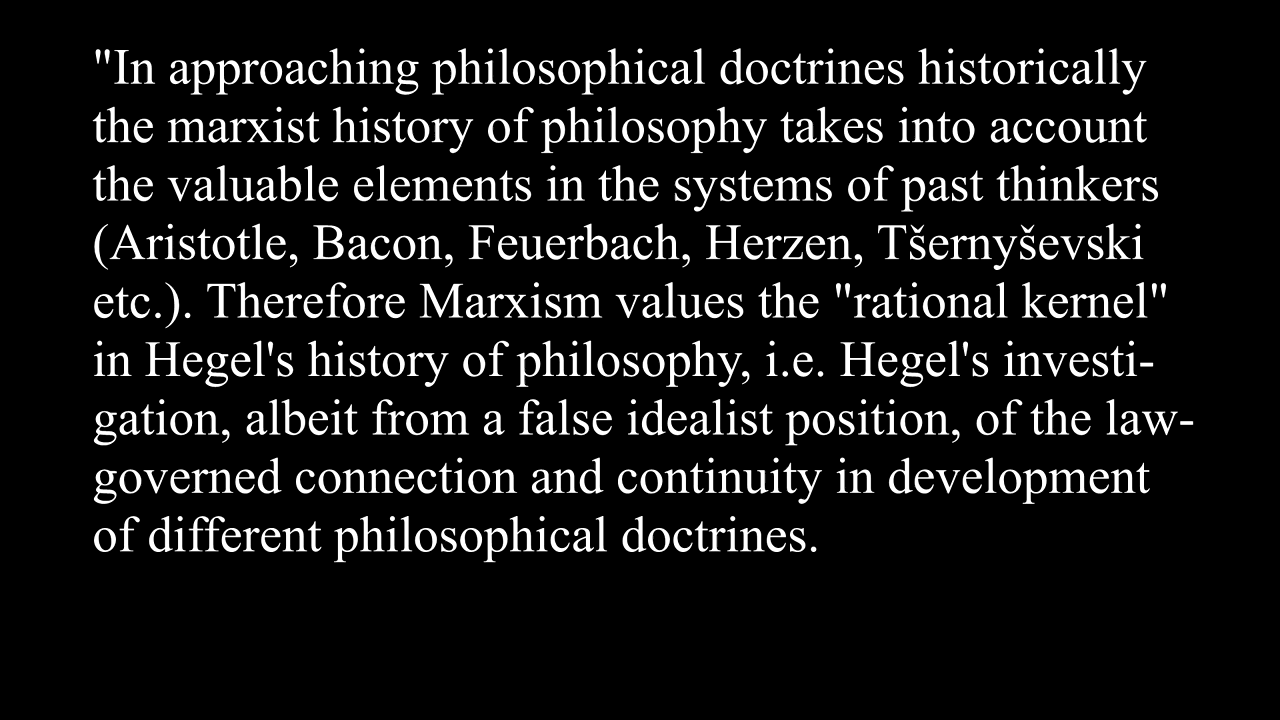 "In approaching philosophical doctrines historically
the marxist history of philosophy takes into account
the valuable elements in the systems of past thinkers
(Aristotle, Bacon, Feuerbach, Herzen, Tšernyševski
etc.). Therefore Marxism values the "rational kernel"
in Hegel's history of philosophy, i.e. Hegel's investi-
gation, albeit from a false idealist position, of the law-
governed connection and continuity in development
of different philosophical doctrines.